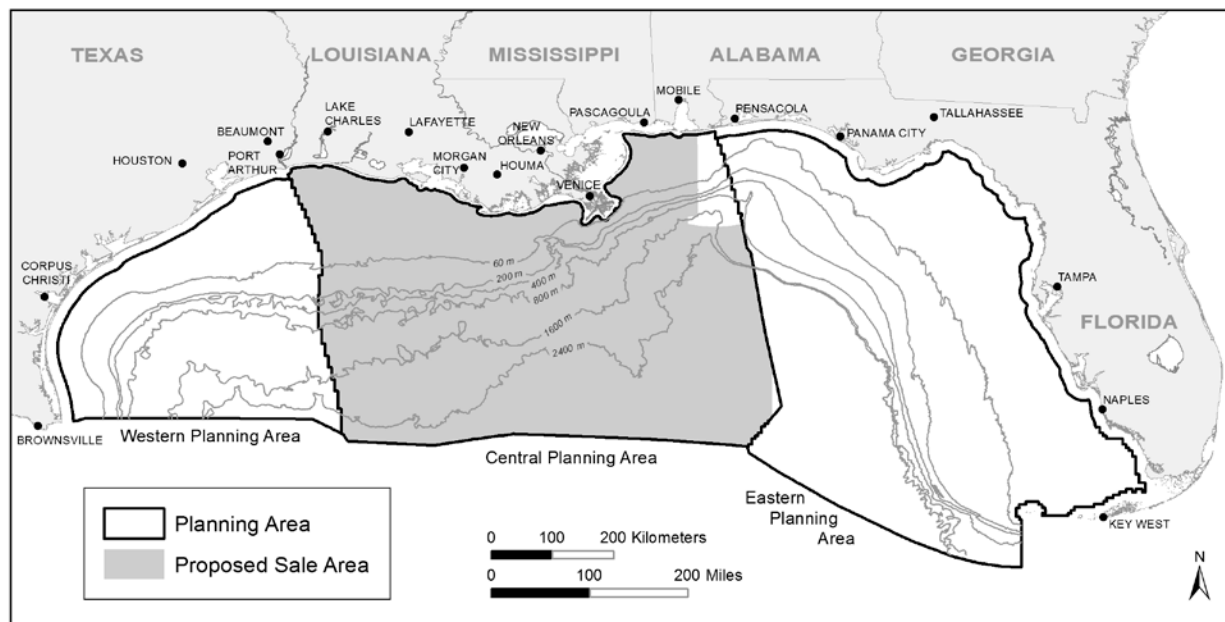 TEXAS
LOUISIANA
MISSISSIPPI
ALABAMA
GEORGIA
MOBILE
PASCAGOULA
PENSACOLA
TALLAHASSEE
LAKE
CHARLES
LAFAYETTE
NEW
ORLEANS
PANAMA CITY
BEAUMONT
HOUSTON
PORT
ARTHUR
MORGAN
CITY
HOUMA
VENICE
CORPUS
CHRISTI
60 m
200 m
400 m
800 m
1600 m
2400 m
TAMPA
FLORIDA
NAPLES
BROWNSVILLE
Western Planning Area
Central Planning Area
Eastern
Planning
Area
KEY WEST
Planning Area
Proposed Sale Area
0 100 200 Kilometers
0 100 200 Miles
N